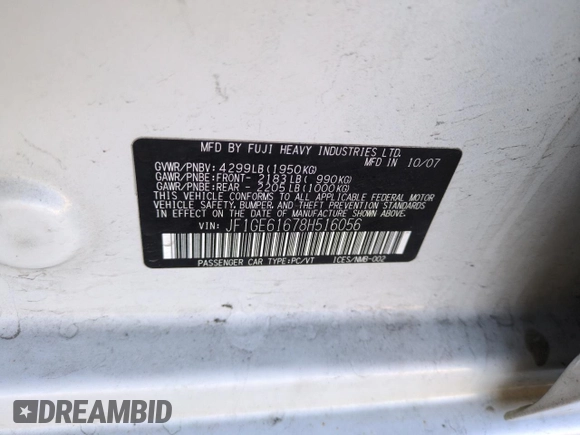 MFD BY FUJI HEAVY INDUSTRIES LTD.
GVWR/PNBV: 4299LB(1950KG) MFD IN 10/07
GAWR/PNBE:FRONT- 2183LB( 990KG)
GAWR/PNBE:REAR - 2205LB(1000KG)
THIS VEHICLE CONFORMS TO ALL APPLICABLE FEDERAL MOTOR
VEHICLE SAFETY, BUMPER, AND THEFT PREVENTION STANDARDS
IN EFFECT ON THE DATE OF MANUFACTURE SHOWN ABOVE.
VIN: JF1GE61678H516056
PASSENGER CAR TYPE:PC/VT ICES/NMB-002
DREAMBID